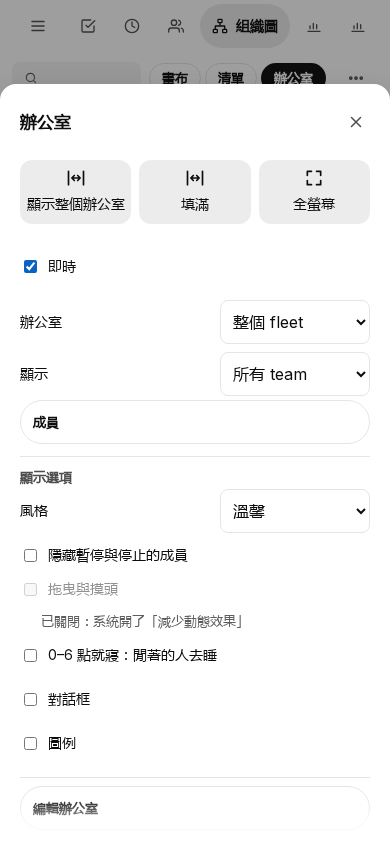 組織圖
畫布
清單
辦公室
辦公室
顯示整個辦公室
填滿
全螢幕
即時
辦公室
整個 fleet
顯示
所有 team
成員
顯示選項
風格
溫馨
隱藏暫停與停止的成員
拖曳與摸頭
已關閉：系統開了「減少動態效果」
0–6 點就寢：閒著的人去睡
對話框
圖例
編輯辦公室